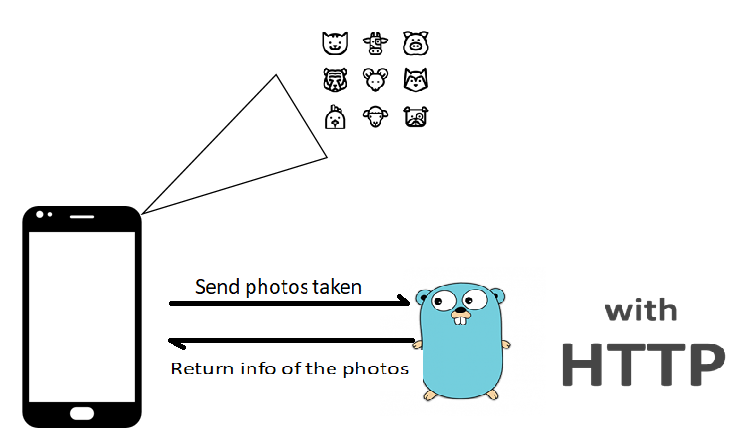 Send photos taken
with
HTTP
Return info of the photos